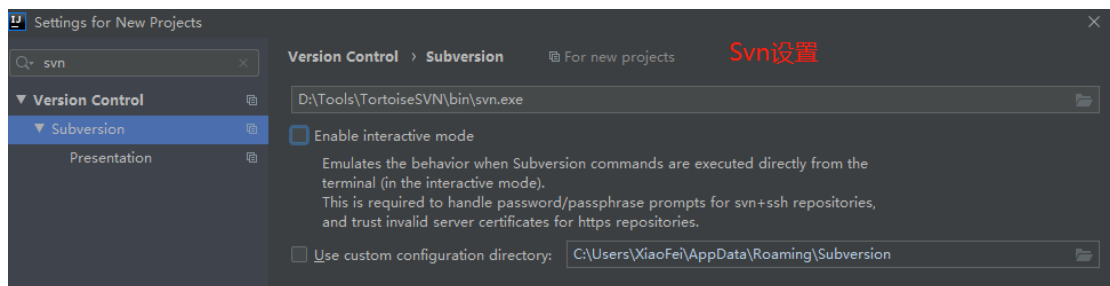 Settings for New Projects
svn
Version Control › Subversion
For new projects
Svn设置
Version Control
Subversion
Presentation
D:\Tools\TortoiseSVN\bin\svn.exe
Enable interactive mode
Emulates the behavior when Subversion commands are executed directly from the
terminal (in the interactive mode).
This is required to handle password/passphrase prompts for svn+ssh repositories,
and trust invalid server certificates for https repositories.
Use custom configuration directory:
C:\Users\XiaoFei\AppData\Roaming\Subversion